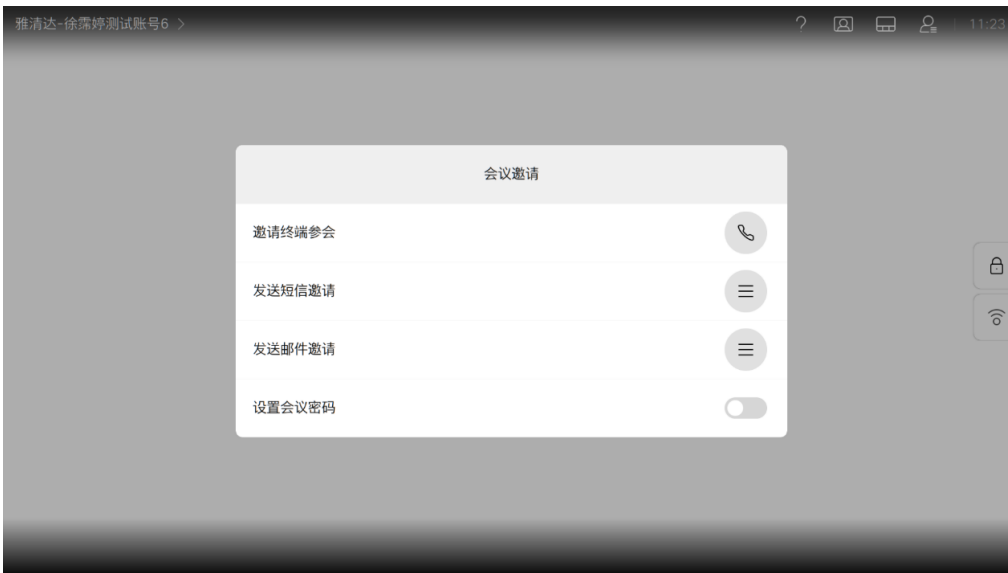 雅清达-徐霈婷测试账号6
11:23
会议邀请
邀请终端参会
发送短信邀请
发送邮件邀请
设置会议密码